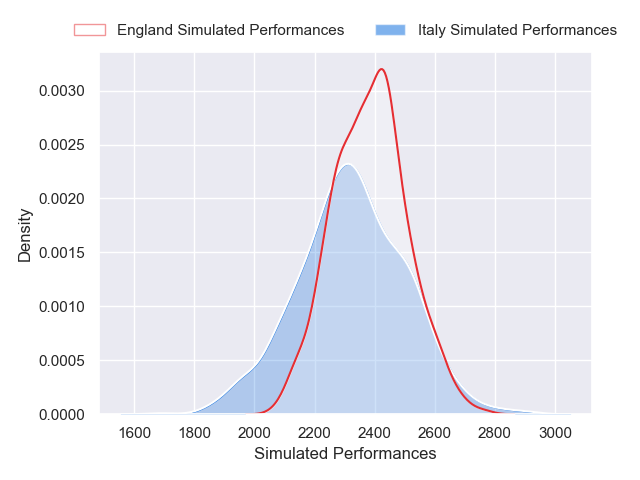 England Simulated Performances
Italy Simulated Performances
0.0030
0.0025
0.0020
0.0015
0.0010
0.0005
0.0000
Density
1600 1800 2000 2200 2400 2600 2800 3000
Simulated Performances